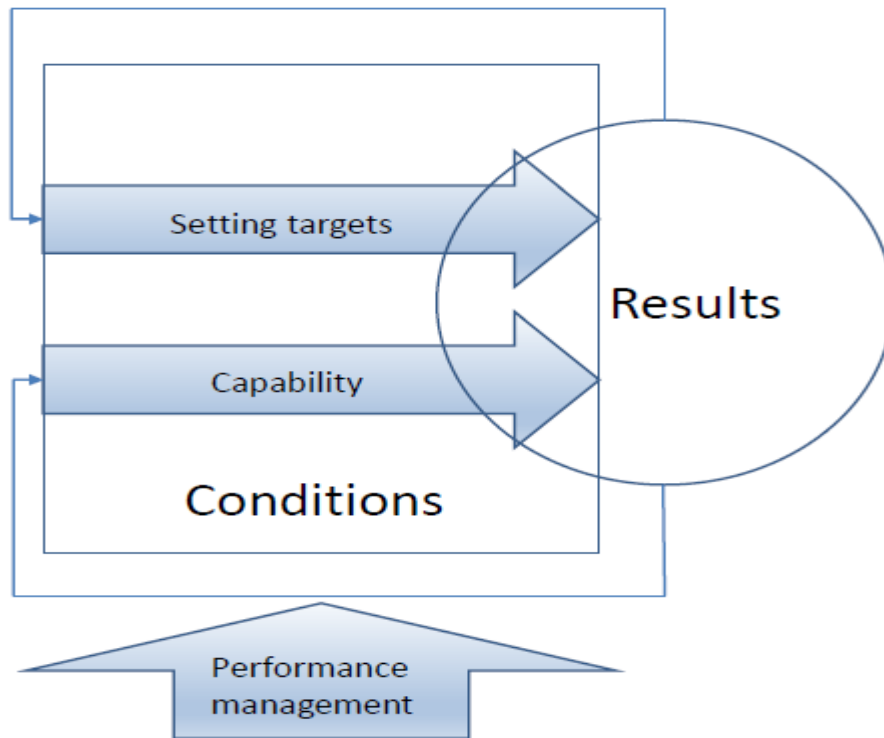 Setting targets
Results
Capability
Conditions
Performance
management